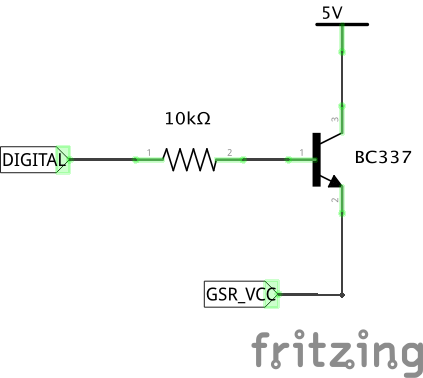 5V
10kΩ
3
1
2
1
DIGITAL
BC337
2
GSR_VCC
fritzing